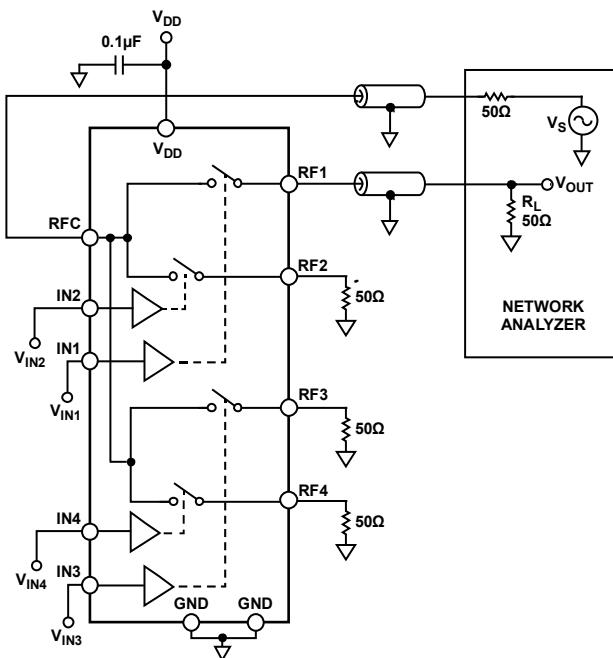 VDD
0.1µF
VDD
50Ω
VS
RF1
VOUT
RL
50Ω
RFC
RF2
50Ω
NETWORK
ANALYZER
IN2
VIN2
IN1
VIN1
RF3
50Ω
RF4
50Ω
IN4
VIN4
IN3
VIN3
GND GND